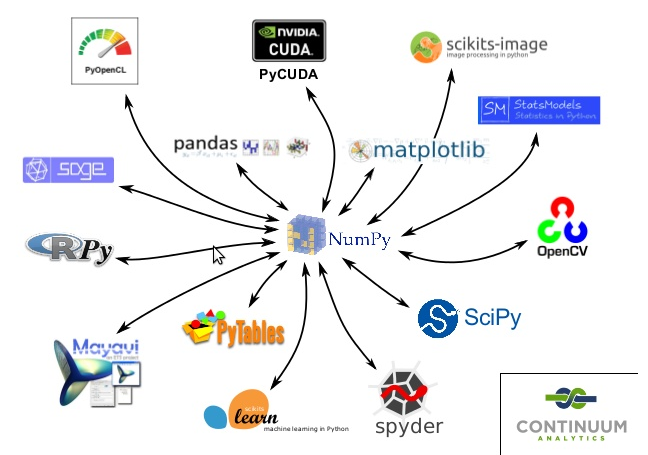 PyOpenCL
NVIDIA.
CUDA.
PyCUDA
scikits-image
image processing in python
SM StatsModels
Statistics in Python
pandas
matplotlib
sage
RPy
NumPy
OpenCV
Mayavi
PyTables
SciPy
scikits
learn
machine learning in Python
spyder
CONTINUUM
ANALYTICS